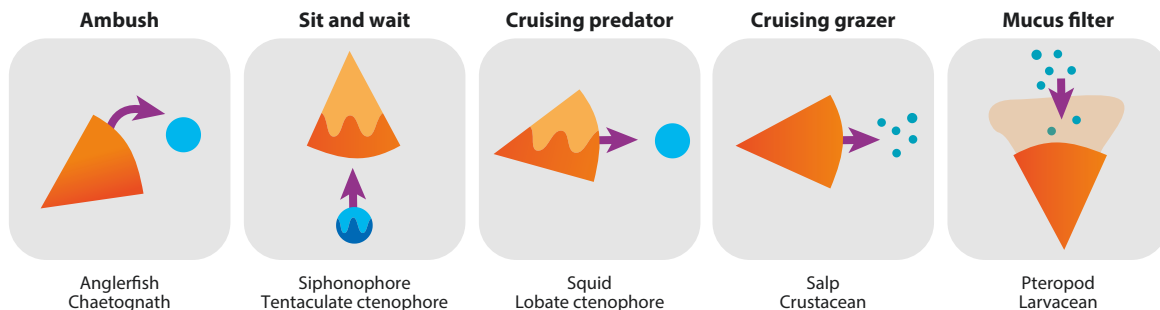 Ambush
Sit and wait
Cruising predator
Cruising grazer
Mucus filter
Anglerfish
Chaetognath
Siphonophore
Tentaculate ctenophore
Squid
Lobate ctenophore
Salp
Crustacean
Pteropod
Larvacean